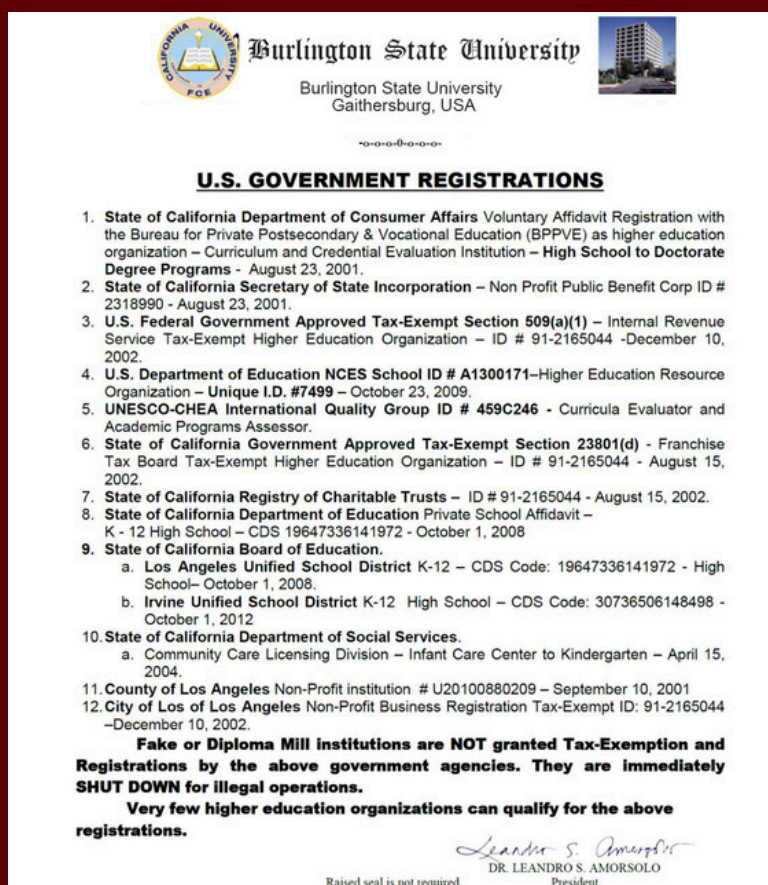 CALIFORNIA UNIVERSITY
FCE
Burlington State University
Burlington State University
Gaithersburg, USA
-o-o-o-0-o-o-o-
U.S. GOVERNMENT REGISTRATIONS
1. State of California Department of Consumer Affairs Voluntary Affidavit Registration with
the Bureau for Private Postsecondary & Vocational Education (BPPVE) as higher education
organization – Curriculum and Credential Evaluation Institution – High School to Doctorate
Degree Programs - August 23, 2001.
2. State of California Secretary of State Incorporation – Non Profit Public Benefit Corp ID #
2318990 - August 23, 2001.
3. U.S. Federal Government Approved Tax-Exempt Section 509(a)(1) – Internal Revenue
Service Tax-Exempt Higher Education Organization – ID # 91-2165044 -December 10,
2002.
4. U.S. Department of Education NCES School ID # A1300171–Higher Education Resource
Organization – Unique I.D. #7499 – October 23, 2009.
5. UNESCO-CHEA International Quality Group ID # 459C246 - Curricula Evaluator and
Academic Programs Assessor.
6. State of California Government Approved Tax-Exempt Section 23801(d) - Franchise
Tax Board Tax-Exempt Higher Education Organization – ID # 91-2165044 - August 15,
2002.
7. State of California Registry of Charitable Trusts – ID # 91-2165044 - August 15, 2002.
8. State of California Department of Education Private School Affidavit –
K - 12 High School – CDS 19647336141972 - October 1, 2008
9. State of California Board of Education.
a. Los Angeles Unified School District K-12 – CDS Code: 19647336141972 - High
School– October 1, 2008.
b. Irvine Unified School District K-12 High School – CDS Code: 30736506148498 -
October 1, 2012
10. State of California Department of Social Services.
a. Community Care Licensing Division – Infant Care Center to Kindergarten – April 15,
2004.
11. County of Los Angeles Non-Profit institution # U20100880209 – September 10, 2001
12. City of Los of Los Angeles Non-Profit Business Registration Tax-Exempt ID: 91-2165044
–December 10, 2002.
Fake or Diploma Mill institutions are NOT granted Tax-Exemption and
Registrations by the above government agencies. They are immediately
SHUT DOWN for illegal operations.
Very few higher education organizations can qualify for the above
registrations.
Leandro S. Amorsolo
DR. LEANDRO S. AMORSOLO
Raised seal is not required President